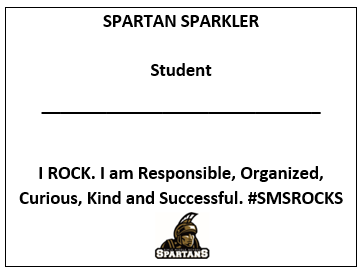 SPARTAN SPARKLER
Student
I ROCK. I am Responsible, Organized,
Curious, Kind and Successful. #SMSROCKS
SPARTANS